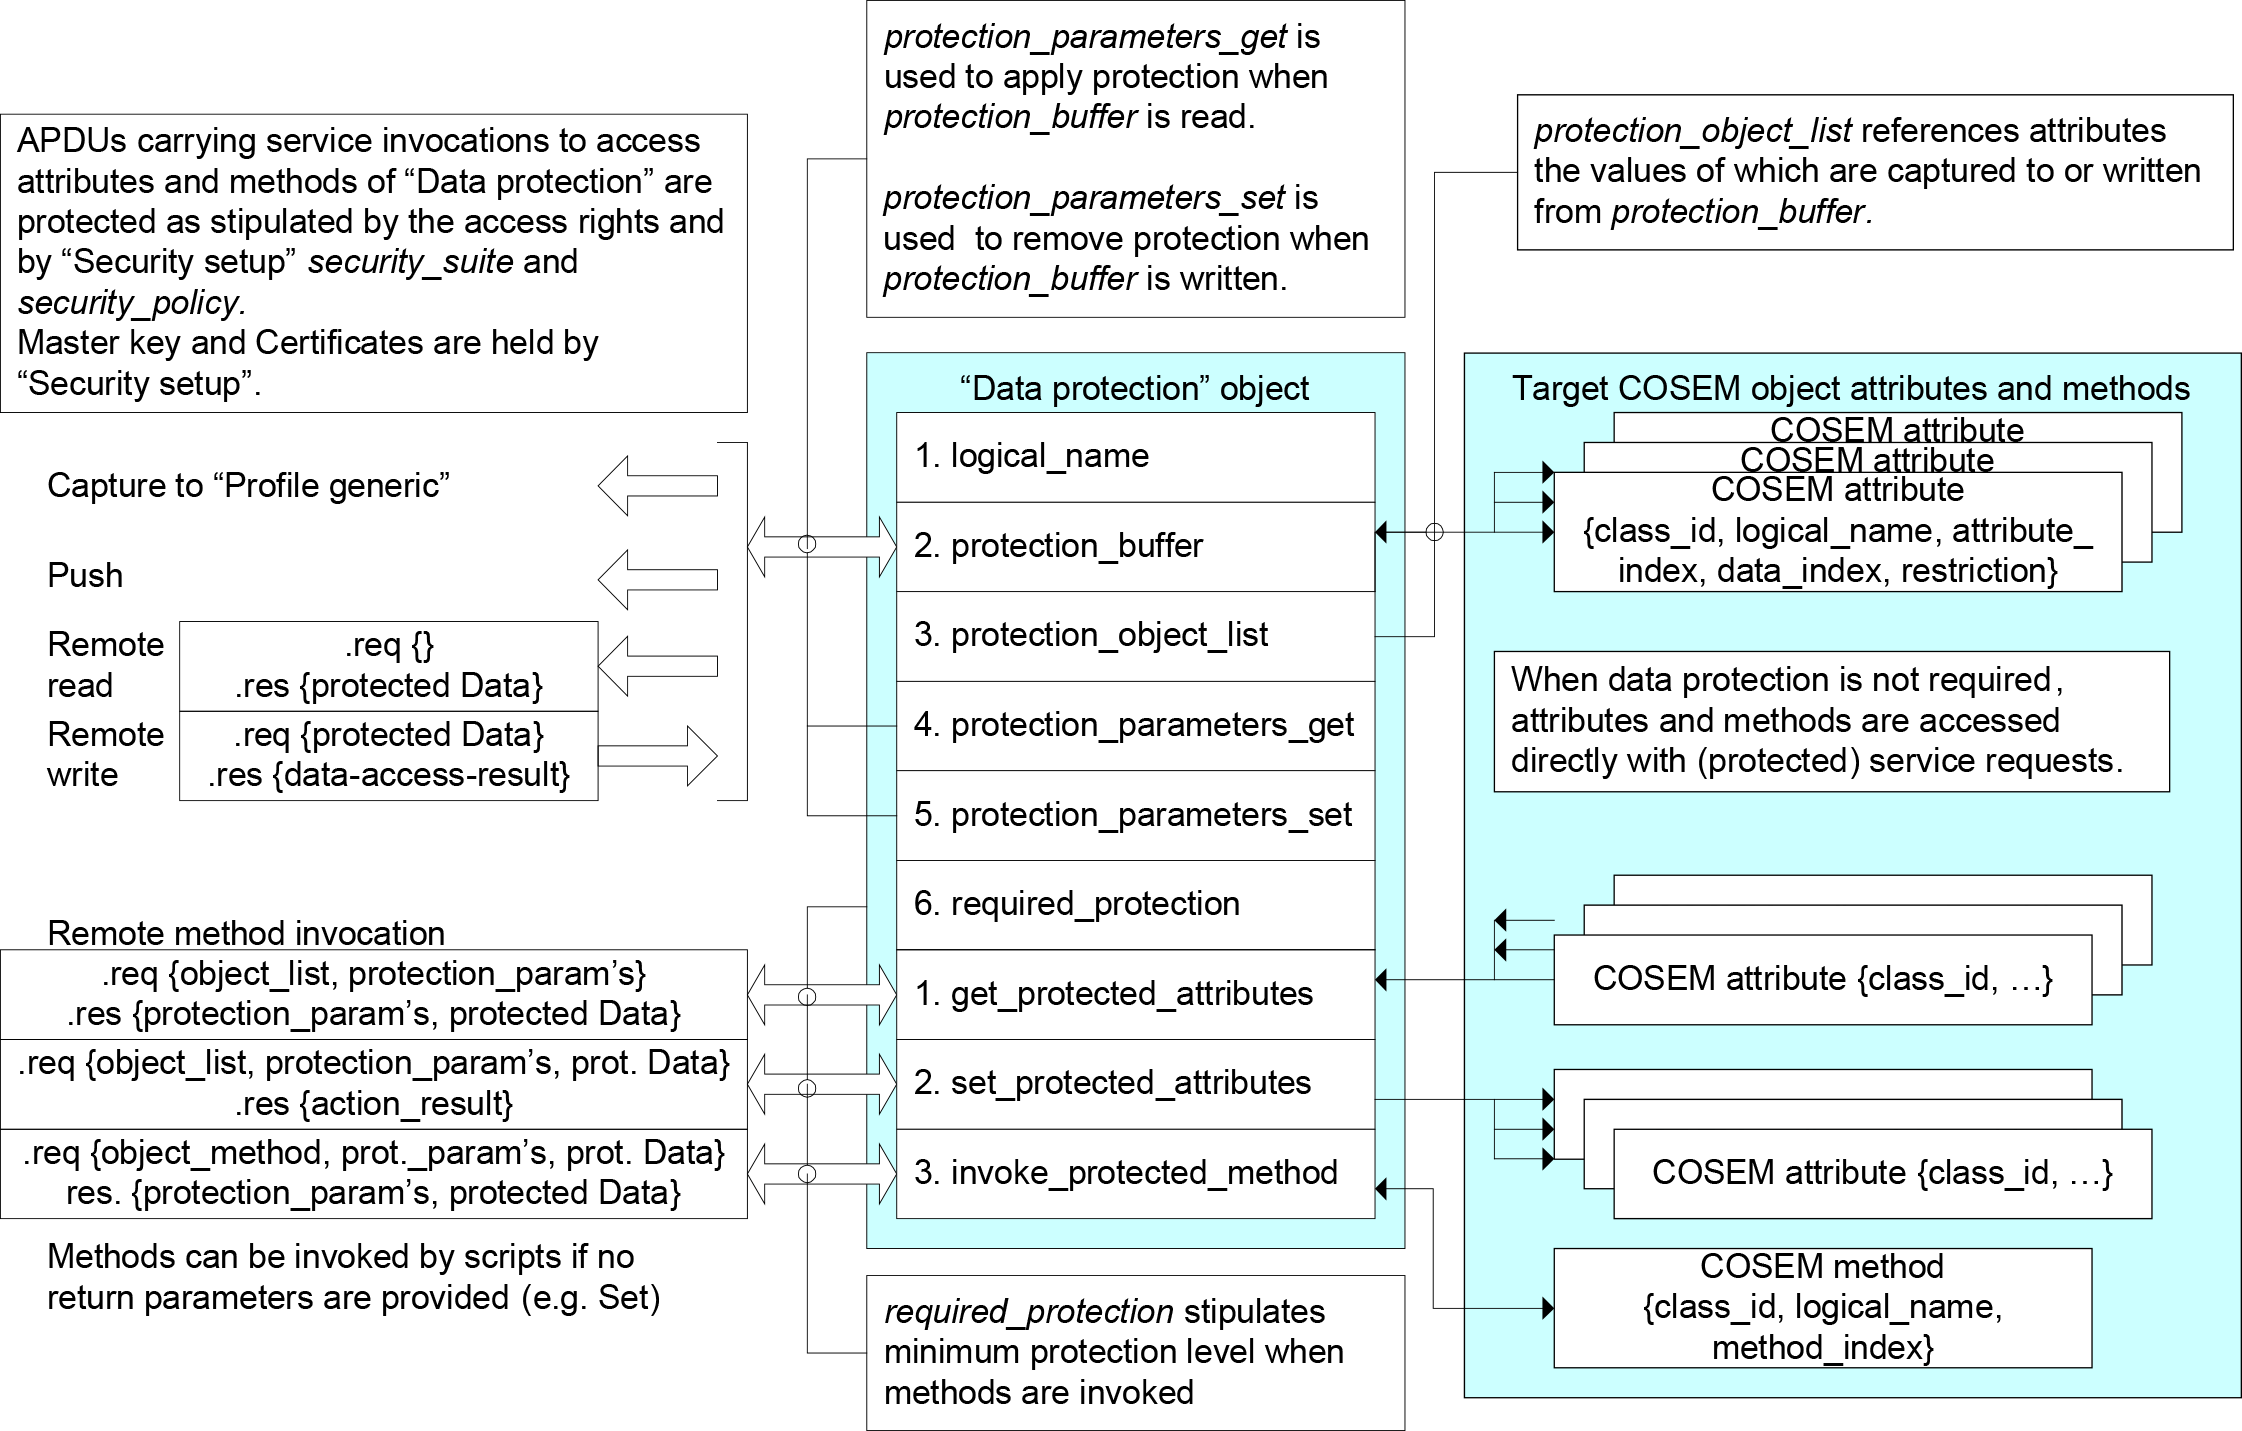 protection_parameters_get is
used to apply protection when
protection_buffer is read.
protection_parameters_set is
used  to remove protection when
protection_buffer is written.
protection_object_list references attributes
the values of which are captured to or written
from protection_buffer.
APDUs carrying service invocations to access
attributes and methods of “Data protection” are
protected as stipulated by the access rights and
by “Security setup” security_suite and
security_policy.
Master key and Certificates are held by
“Security setup”.
Capture to “Profile generic”
Push
Remote
read
.req {}
.res {protected Data}
Remote
write
.req {protected Data}
.res {data-access-result}
Remote method invocation
.req {object_list, protection_param’s}
.res {protection_param’s, protected Data}
.req {object_list, protection_param’s, prot. Data}
.res {action_result}
.req {object_method, prot._param’s, prot. Data}
res. {protection_param’s, protected Data}
Methods can be invoked by scripts if no
return parameters are provided (e.g. Set)
“Data protection” object
1. logical_name
2. protection_buffer
3. protection_object_list
4. protection_parameters_get
5. protection_parameters_set
6. required_protection
1. get_protected_attributes
2. set_protected_attributes
3. invoke_protected_method
required_protection stipulates
minimum protection level when
methods are invoked
Target COSEM object attributes and methods
COSEM attribute
COSEM attribute
COSEM attribute
{class_id, logical_name, attribute_
index, data_index, restriction}
When data protection is not required,
attributes and methods are accessed
directly with (protected) service requests.
COSEM attribute {class_id, …}
COSEM attribute {class_id, …}
COSEM method
{class_id, logical_name,
method_index}